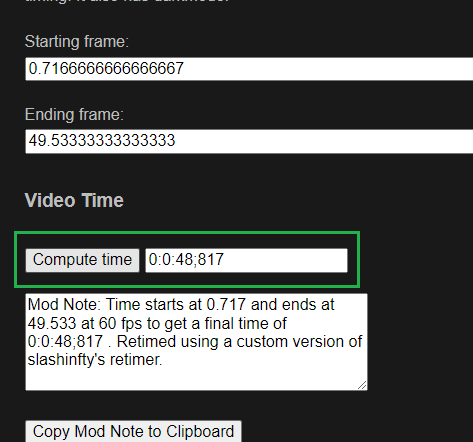 Starting frame:
0.7166666666666667
Ending frame:
49.53333333333333
Video Time
Compute time 0:0:48;817
Mod Note: Time starts at 0.717 and ends at
49.533 at 60 fps to get a final time of
0:0:48;817 . Retimed using a custom version of
slashinfty's retimer.
Copy Mod Note to Clipboard